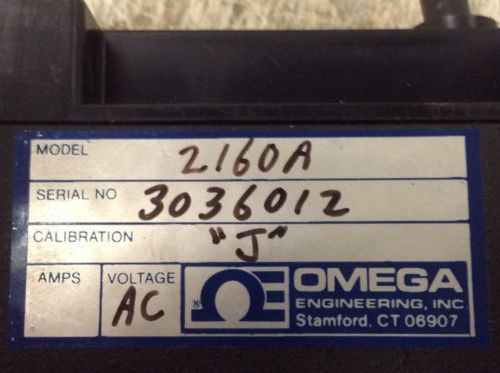 MODEL 2160A
SERIAL NO 3036012
CALIBRATION "J"
AMPS VOLTAGE AC
OMEGA
ENGINEERING, INC.
Stamford, CT 06907